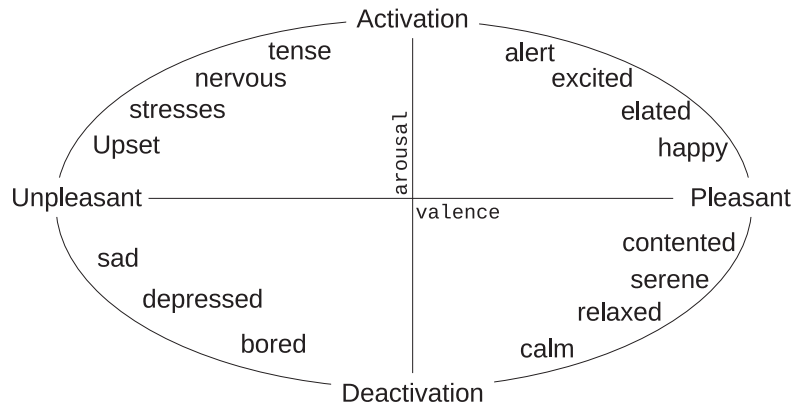 Activation
tense
alert
nervous
excited
stresses
elated
Upset
happy
arousal
Unpleasant
Pleasant
valence
contented
sad
serene
depressed
relaxed
bored
calm
Deactivation